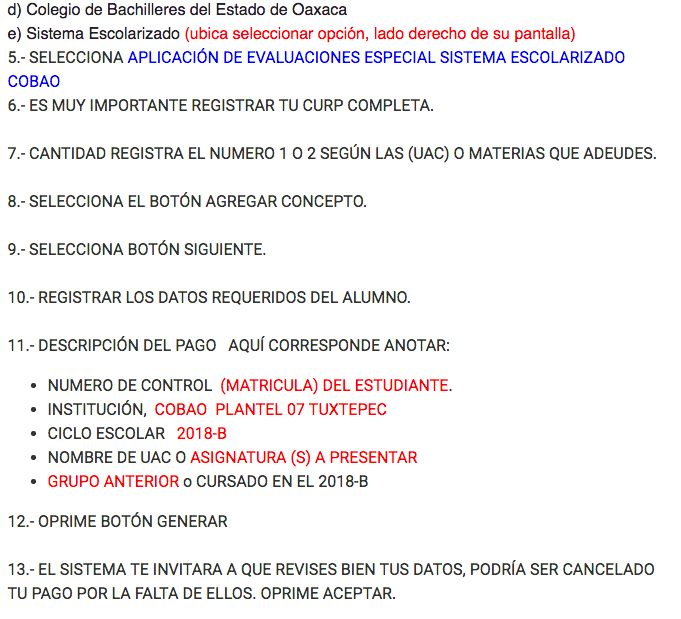 d) Colegio de Bachilleres del Estado de Oaxaca
e) Sistema Escolarizado (ubica seleccionar opción, lado derecho de su pantalla)
5.- SELECCIONA APLICACIÓN DE EVALUACIONES ESPECIAL SISTEMA ESCOLARIZADO
COBAO
6.- ES MUY IMPORTANTE REGISTRAR TU CURP COMPLETA.
7.- CANTIDAD REGISTRA EL NUMERO 1 O 2 SEGÚN LAS (UAC) O MATERIAS QUE ADEUDES.
8.- SELECCIONA EL BOTÓN AGREGAR CONCEPTO.
9.- SELECCIONA BOTÓN SIGUIENTE.
10.- REGISTRAR LOS DATOS REQUERIDOS DEL ALUMNO.
11.- DESCRIPCIÓN DEL PAGO   AQUÍ CORRESPONDE ANOTAR:
• NUMERO DE CONTROL  (MATRICULA) DEL ESTUDIANTE.
• INSTITUCIÓN,  COBAO  PLANTEL 07 TUXTEPEC
• CICLO ESCOLAR   2018-B
• NOMBRE DE UAC O ASIGNATURA (S) A PRESENTAR
• GRUPO ANTERIOR o CURSADO EN EL 2018-B
12.- OPRIME BOTÓN GENERAR
13.- EL SISTEMA TE INVITARA A QUE REVISES BIEN TUS DATOS, PODRÍA SER CANCELADO
TU PAGO POR LA FALTA DE ELLOS. OPRIME ACEPTAR.